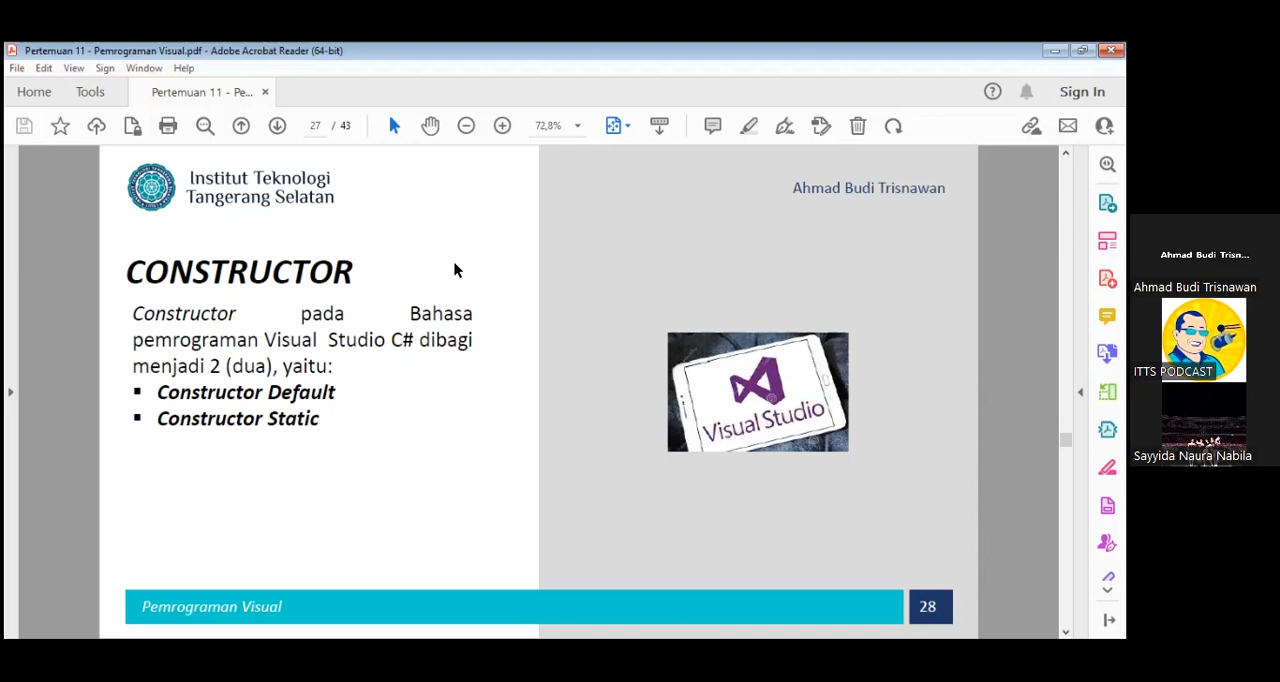 Pertemuan 11 - Pemrograman Visual.pdf - Adobe Acrobat Reader (64-bit)
File Edit View Sign Window Help
Home Tools Pertemuan 11 - Pe... × Sign In
27 / 43 72,8%
Institut Teknologi
Tangerang Selatan
Ahmad Budi Trisnawan
CONSTRUCTOR
Constructor pada Bahasa
pemrograman Visual Studio C# dibagi
menjadi 2 (dua), yaitu:
▪ Constructor Default
▪ Constructor Static
Visual Studio
Pemrograman Visual
28
Ahmad Budi Trisn...
Ahmad Budi Trisnawan
ITTS PODCAST
Sayyida Naura Nabila